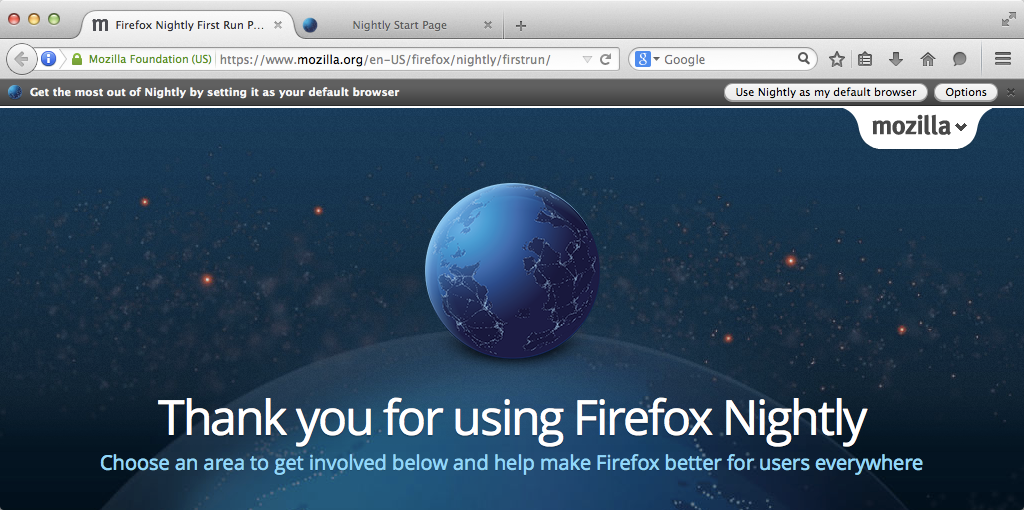 Firefox Nightly First Run P...
Nightly Start Page
Mozilla Foundation (US)
https://www.mozilla.org/en-US/firefox/nightly/firstrun/
Google
Get the most out of Nightly by setting it as your default browser
Use Nightly as my default browser
Options
mozilla
Thank you for using Firefox Nightly
Choose an area to get involved below and help make Firefox better for users everywhere